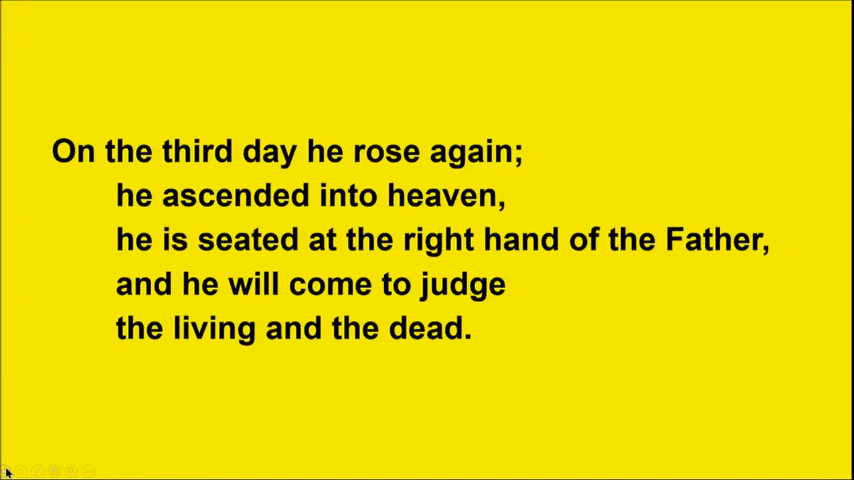 On the third day he rose again;
he ascended into heaven,
he is seated at the right hand of the Father,
and he will come to judge
the living and the dead.